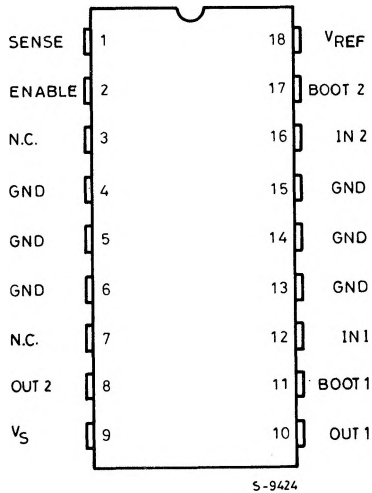 SENSE 1 18 VREF
ENABLE 2 17 BOOT 2
N.C. 3 16 IN 2
GND 4 15 GND
GND 5 14 GND
GND 6 13 GND
N.C. 7 12 IN 1
OUT 2 8 11 BOOT 1
VS 9 10 OUT 1
S-9424